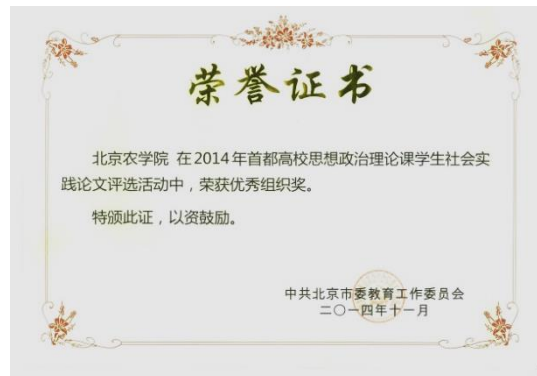 荣誉证书
北京农学院 在2014年首都高校思想政治理论课学生社会实
践论文评选活动中，荣获优秀组织奖。
特颁此证，以资鼓励。
中共北京市委教育工作委员会
二〇一四年十一月